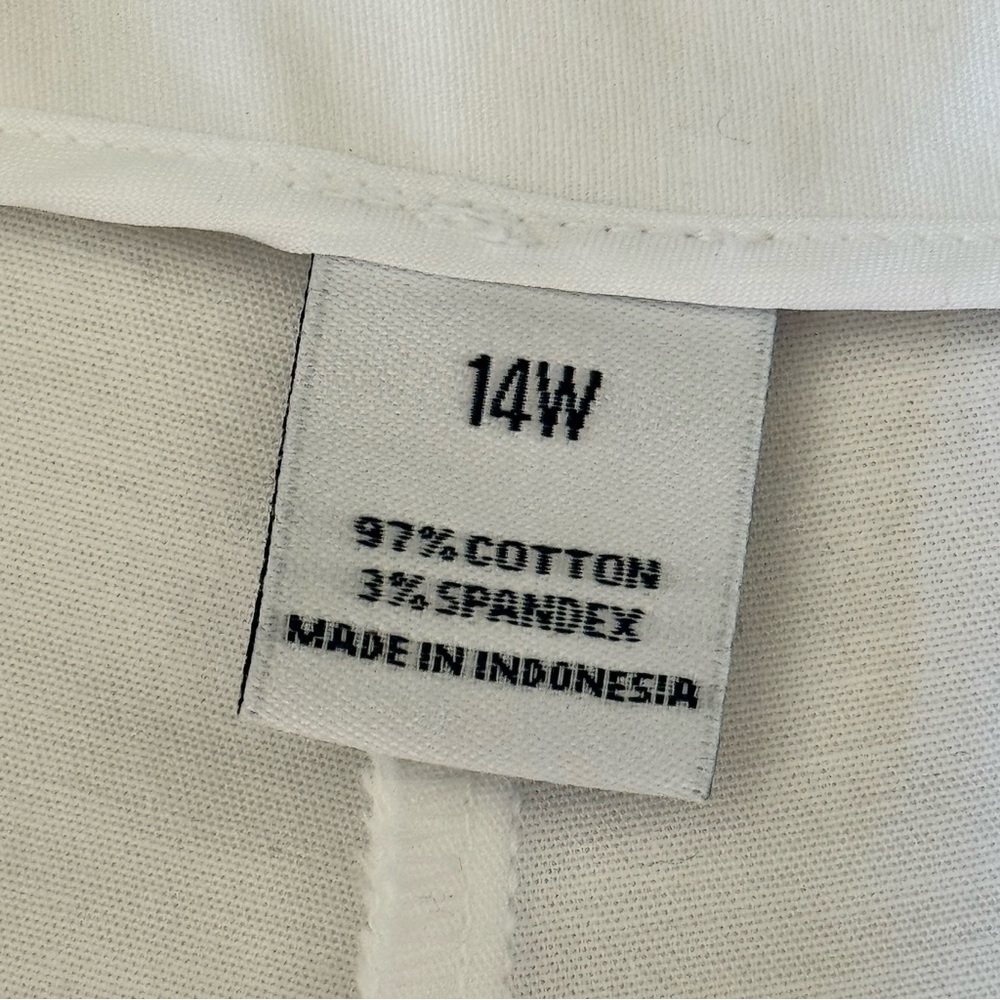 14W
97% COTTON
3% SPANDEX
MADE IN INDONESIA